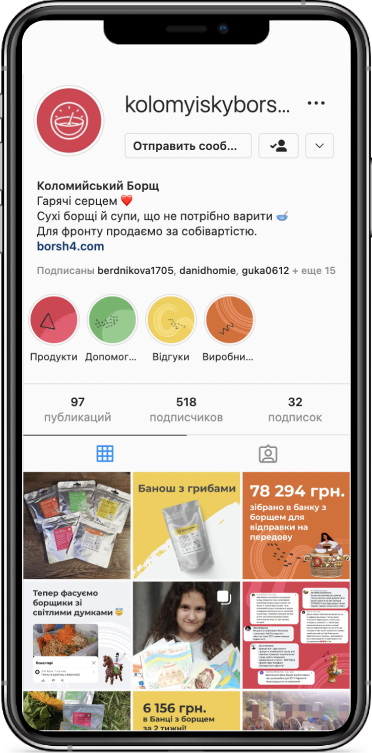 kolomyiskybors...
Отправить сооб...
Коломийський Борщ
Гарячі серцем ❤️
Сухі борщі й супи, що не потрібно варити 🥣
Для фронту продаємо за собівартістю.
borsh4.com
Подписаны berdnikova1705, danidhomie, guka0612 + еще 15
Продукти Допомог... Відгуки Виробни...
97 518 32
публикаций подписчиков подписок
Банош з грибами
78 294 грн.
зібрано в банку з
борщем для
відправки на
передову
Тепер фасуємо
борщики зі
світлими думками 😇
6 156 грн.
в Банці з борщем
за 2 тижні!